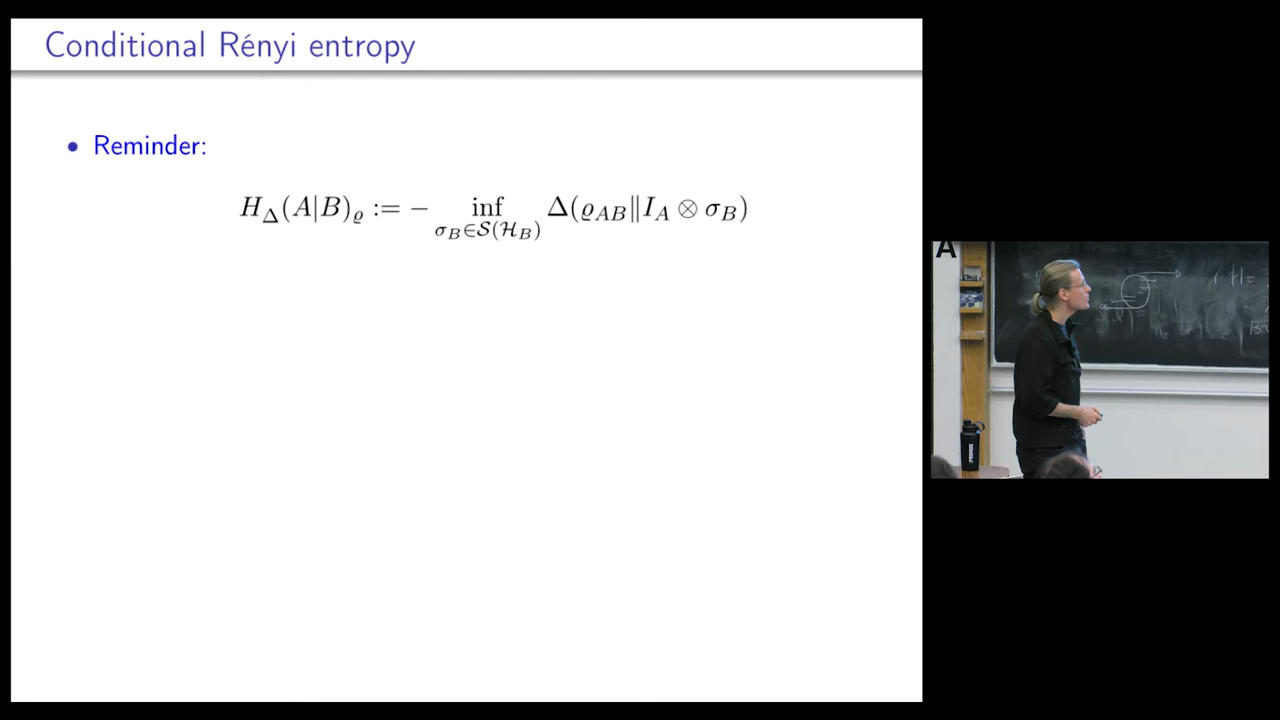 Conditional Rényi entropy
• Reminder:
H_Δ(A|B)_ϱ := − inf_{σ_B∈𝒮(ℋ_B)} Δ(ϱ_AB‖I_A ⊗ σ_B)
A